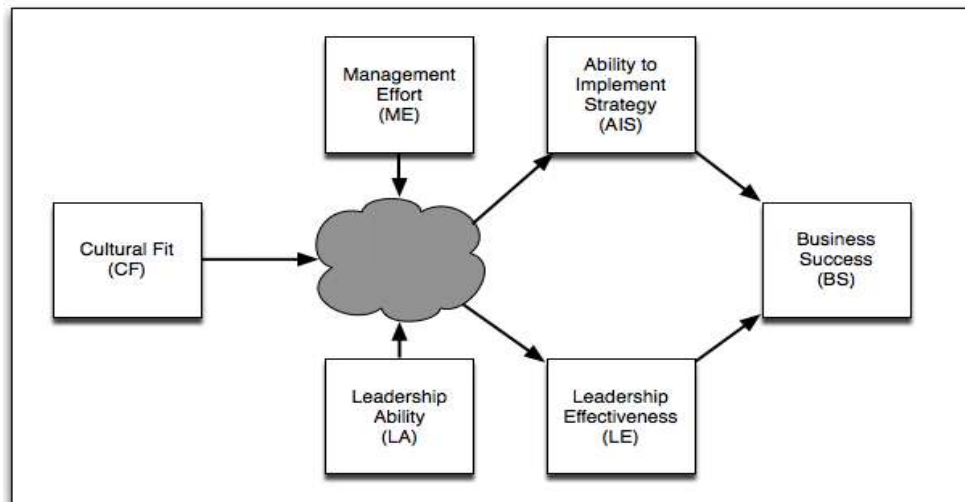 Management
Effort
(ME)
Ability to
Implement
Strategy
(AIS)
Cultural Fit
(CF)
Business
Success
(BS)
Leadership
Ability
(LA)
Leadership
Effectiveness
(LE)